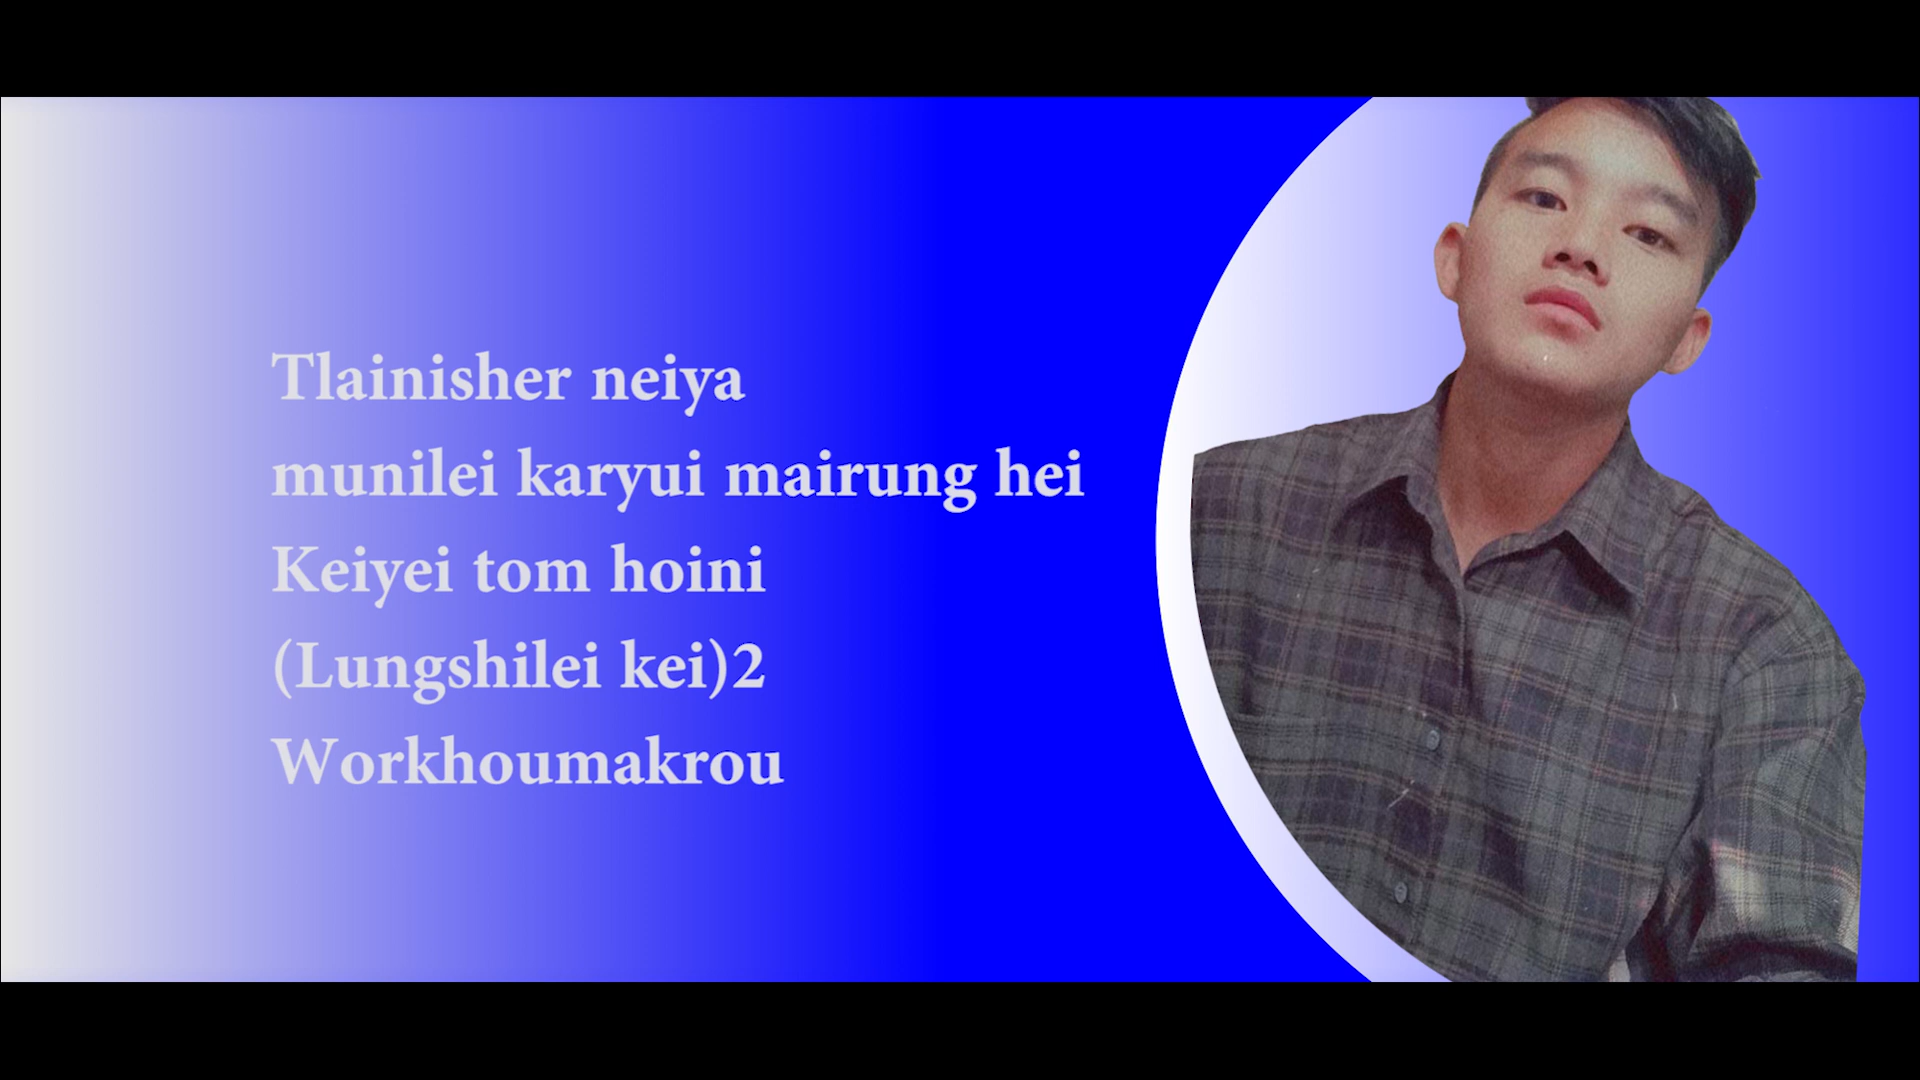 Tlainisher neiya
munilei karyui mairung hei
Keiyei tom hoini
(Lungshilei kei)2
Workhoumakrou